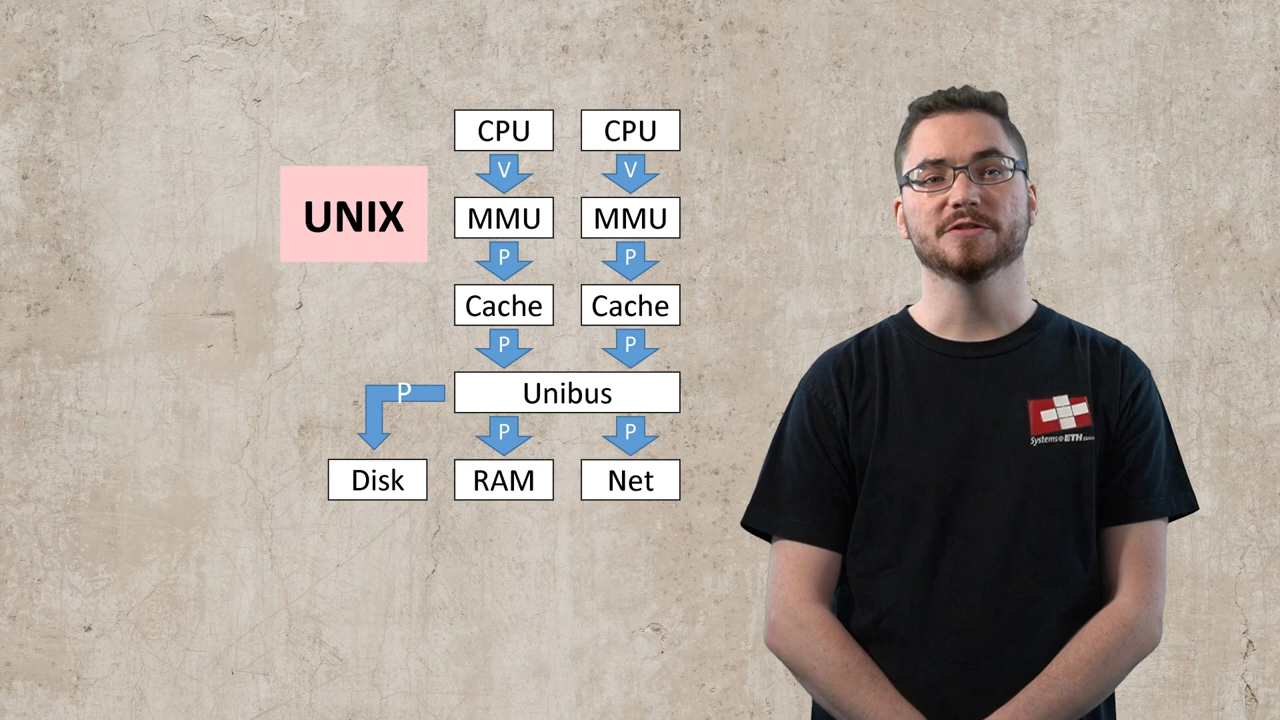 CPU CPU
V V
UNIX MMU MMU
P P
Cache Cache
P P
P Unibus
P P
Disk RAM Net
Systems@ETH